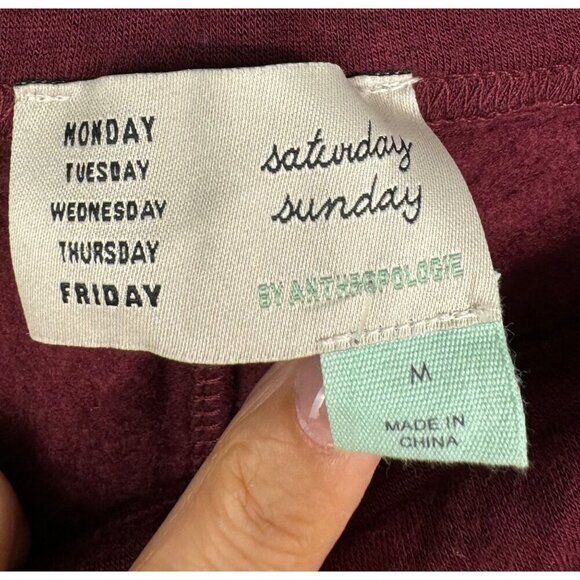 MONDAY
TUESDAY
WEDNESDAY
THURSDAY
FRIDAY
saturday
sunday
BY ANTHROPOLOGIE
M
MADE IN
CHINA